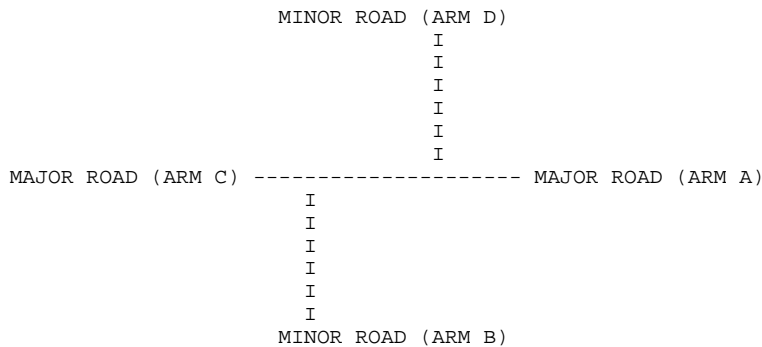 MINOR ROAD (ARM D)
I
I
I
I
I
I
MAJOR ROAD (ARM C) --------------------- MAJOR ROAD (ARM A)
I
I
I
I
I
I
MINOR ROAD (ARM B)